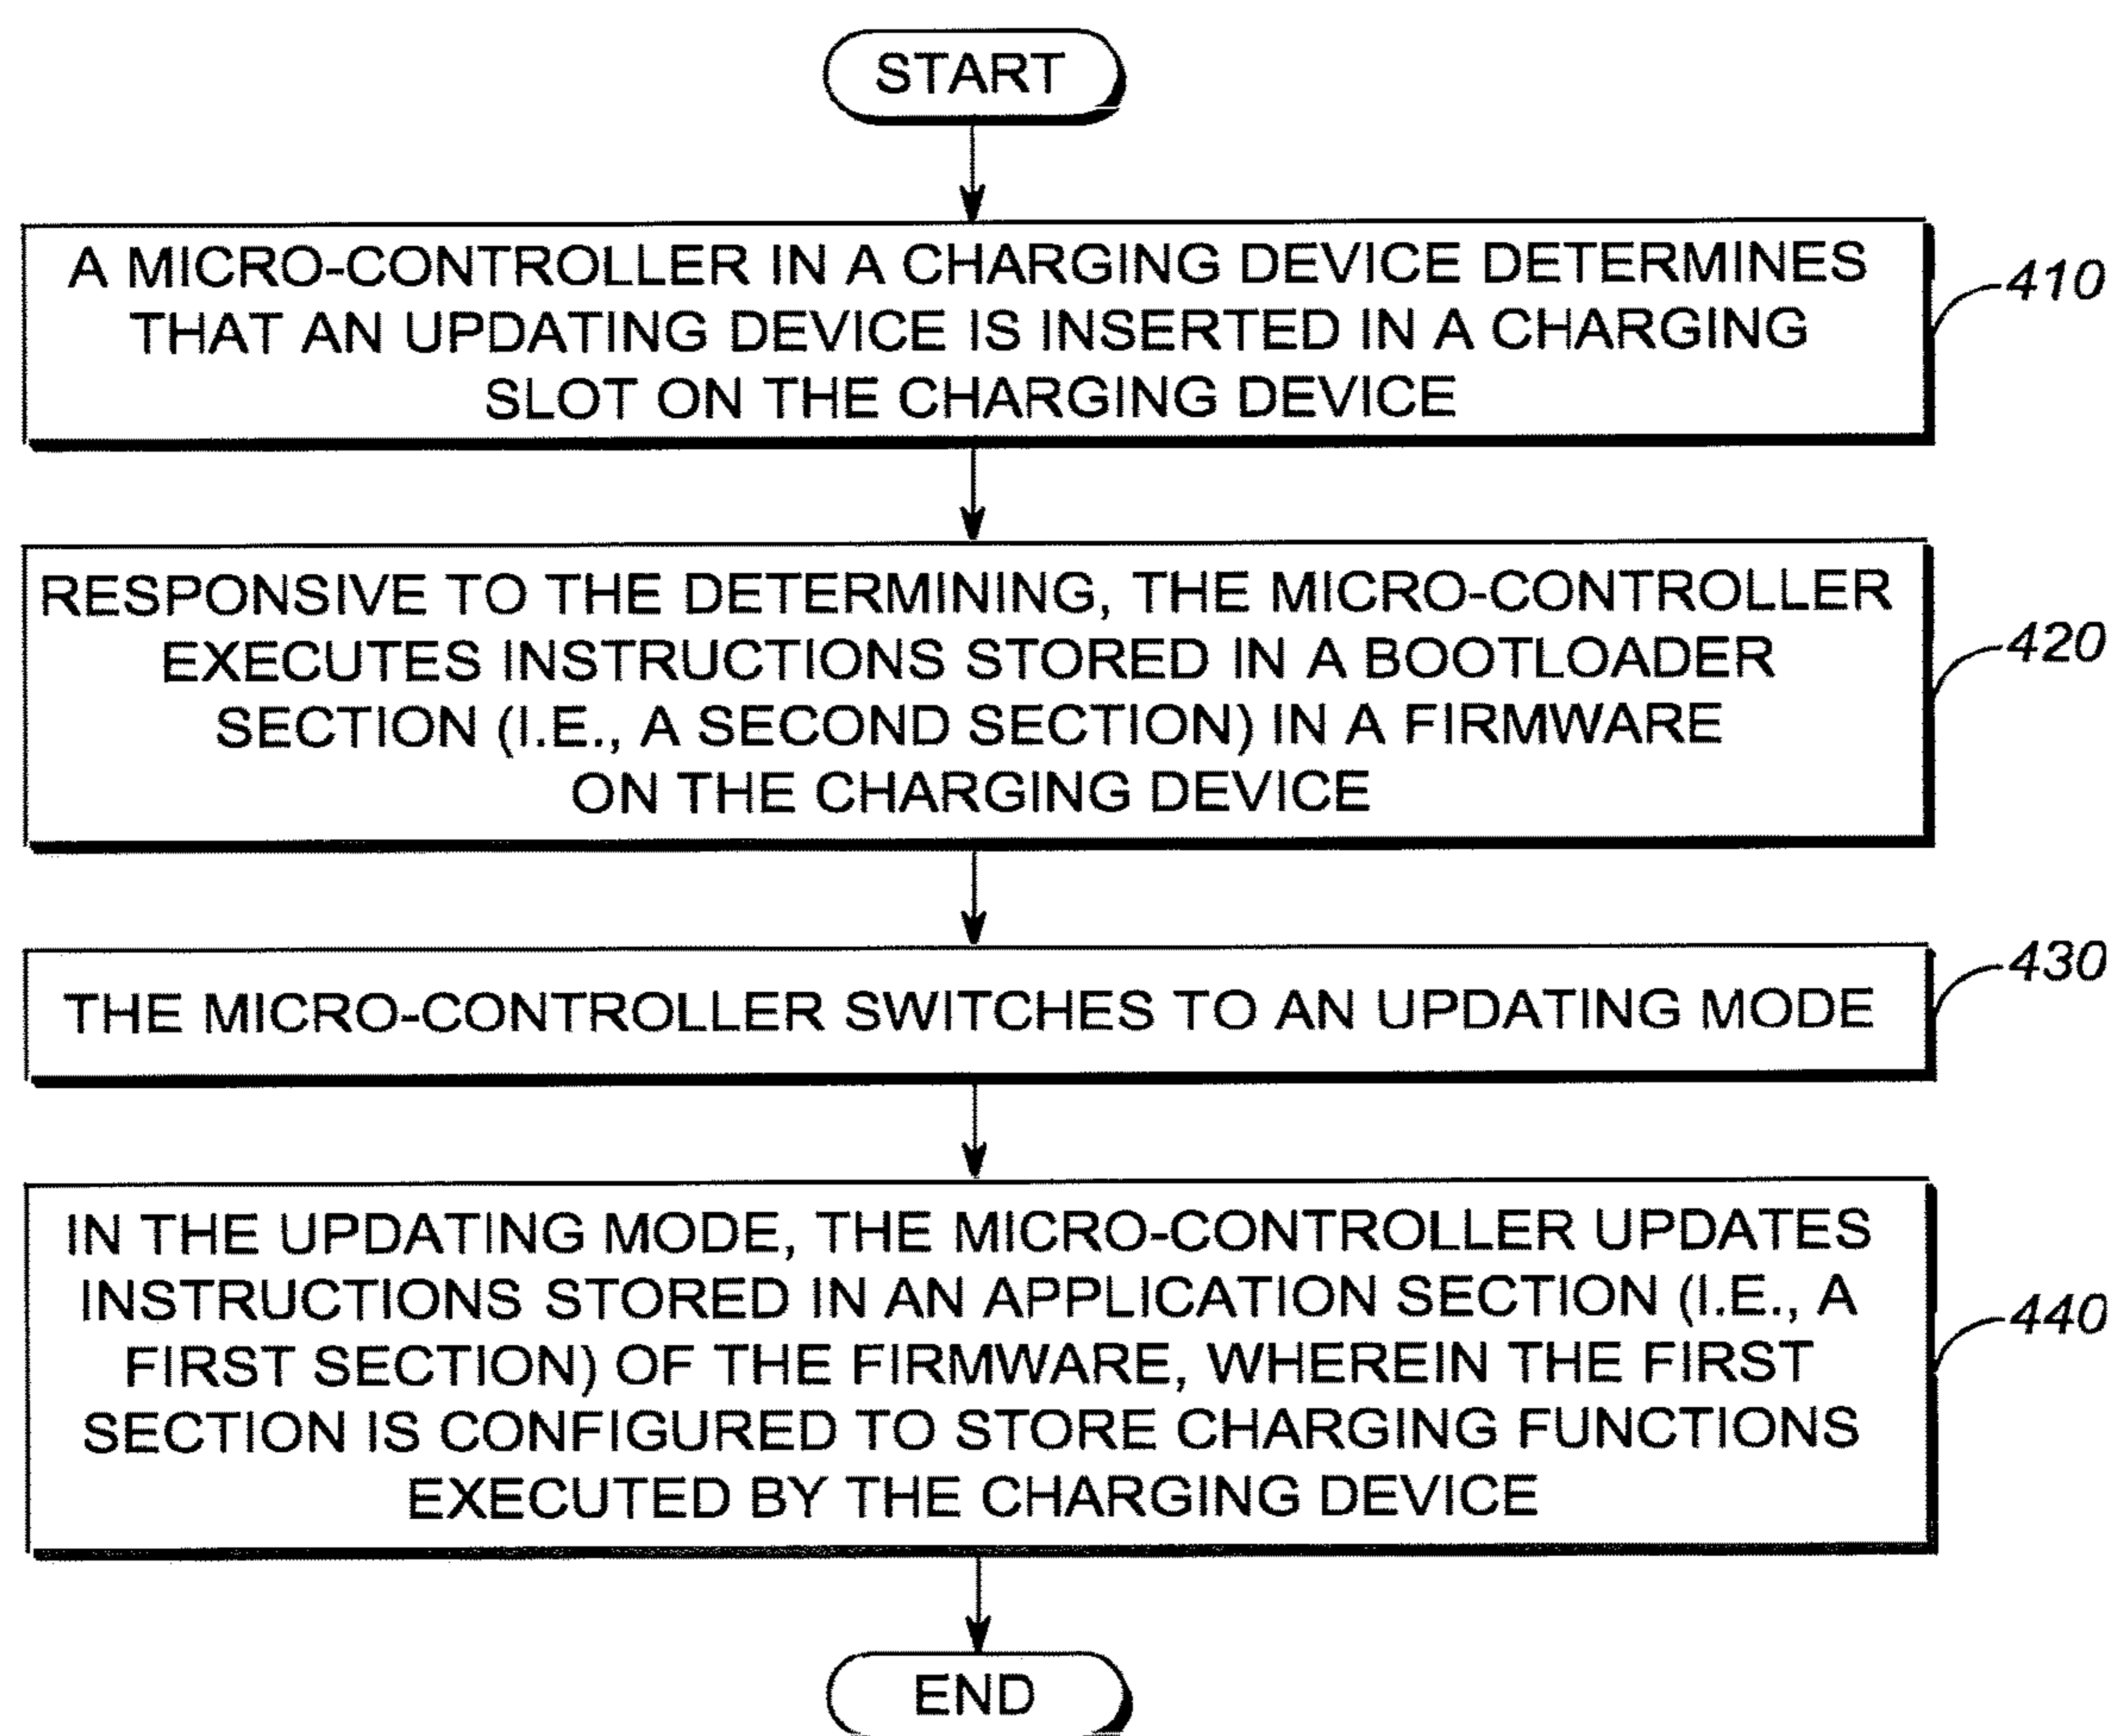 START
A MICRO-CONTROLLER IN A CHARGING DEVICE DETERMINES
THAT AN UPDATING DEVICE IS INSERTED IN A CHARGING
SLOT ON THE CHARGING DEVICE
410
RESPONSIVE TO THE DETERMINING, THE MICRO-CONTROLLER
EXECUTES INSTRUCTIONS STORED IN A BOOTLOADER
SECTION (I.E., A SECOND SECTION) IN A FIRMWARE
ON THE CHARGING DEVICE
420
THE MICRO-CONTROLLER SWITCHES TO AN UPDATING MODE
430
IN THE UPDATING MODE, THE MICRO-CONTROLLER UPDATES
INSTRUCTIONS STORED IN AN APPLICATION SECTION (I.E., A
FIRST SECTION) OF THE FIRMWARE, WHEREIN THE FIRST
SECTION IS CONFIGURED TO STORE CHARGING FUNCTIONS
EXECUTED BY THE CHARGING DEVICE
440
END